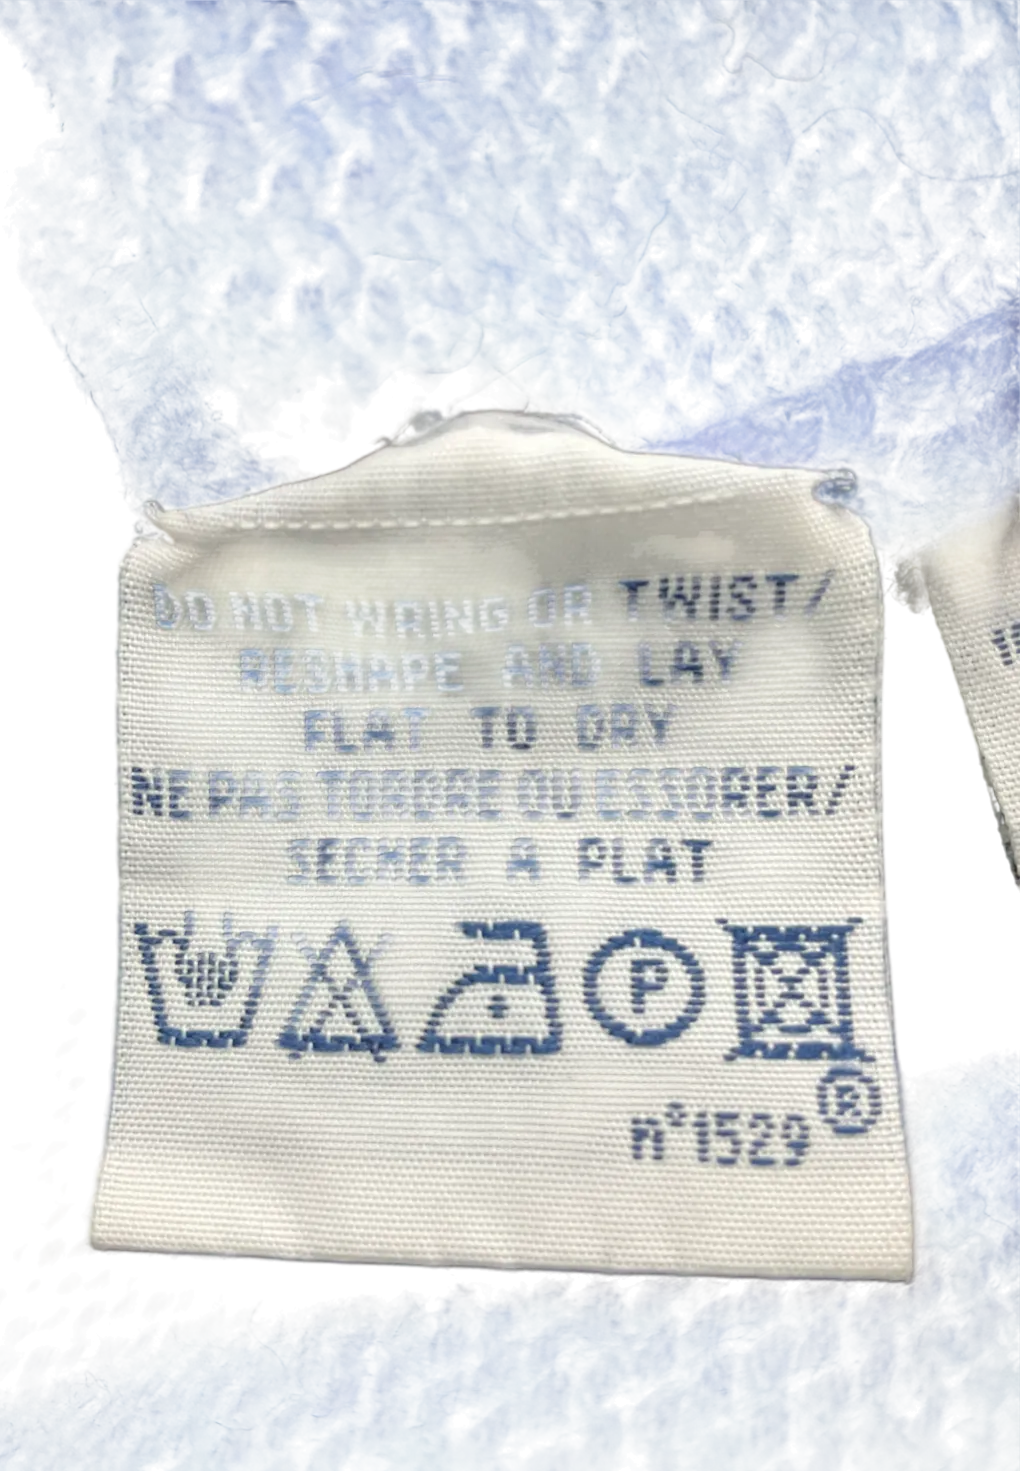 DO NOT WRING OR TWIST/
RESHAPE AND LAY
FLAT TO DRY
NE PAS TORDRE OU ESSORER/
SECHER A PLAT
P
n°1529 ®